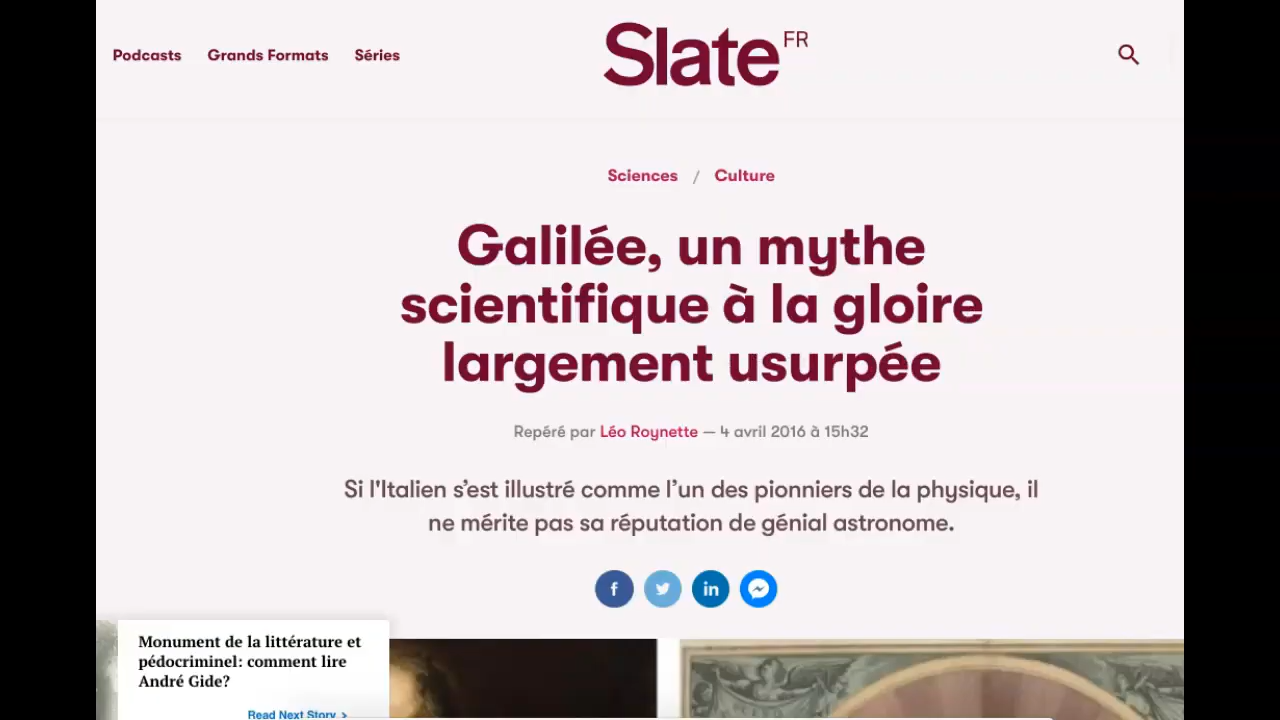 Podcasts Grands Formats Séries
Slate FR
Sciences / Culture
Galilée, un mythe
scientifique à la gloire
largement usurpée
Repéré par Léo Roynette — 4 avril 2016 à 15h32
Si l'Italien s’est illustré comme l’un des pionniers de la physique, il
ne mérite pas sa réputation de génial astronome.
f in
Monument de la littérature et
pédocriminel: comment lire
André Gide?
Read Next Story >